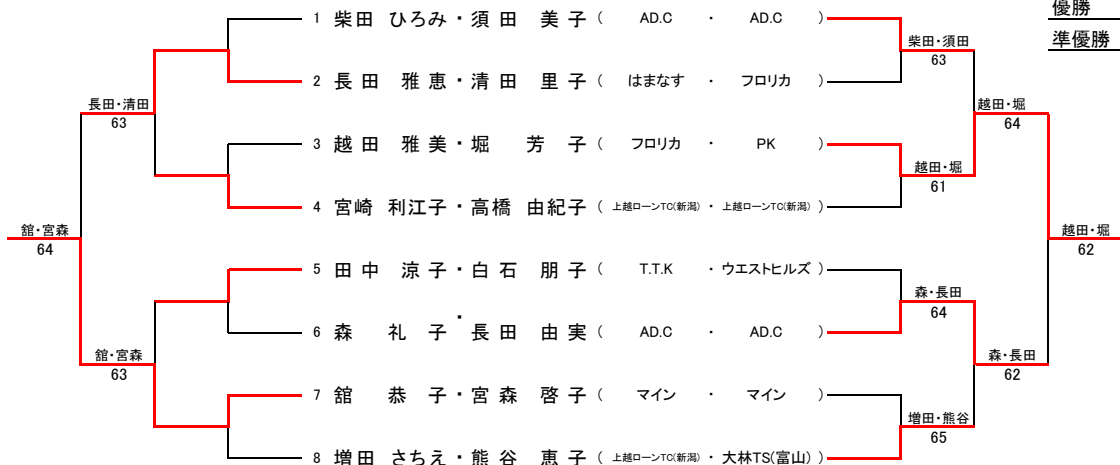 優勝
準優勝
1 柴田 ひろみ・須田 美子 ( AD.C ・ AD.C )
柴田・須田
63
2 長田 雅恵・清田 里子 ( はまなす ・ フロリカ )
長田・清田
63
越田・堀
64
3 越田 雅美・堀 芳子 ( フロリカ ・ PK )
越田・堀
61
4 宮崎 利江子・高橋 由紀子 ( 上越ローンTC(新潟) ・ 上越ローンTC(新潟) )
舘・宮森
64
越田・堀
62
5 田中 涼子・白石 朋子 ( T.T.K ・ウエストヒルズ )
森・長田
64
6 森 礼子・長田 由実 ( AD.C ・ AD.C )
舘・宮森
63
森・長田
62
7 舘 恭子・宮森 啓子 ( マイン ・ マイン )
増田・熊谷
65
8 増田 さちえ・熊谷 恵子 ( 上越ローンTC(新潟) ・ 大林TS(富山) )